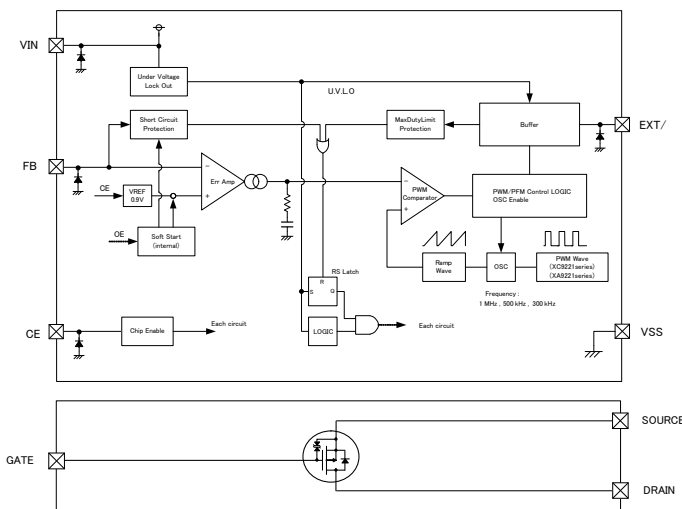 VIN
Under Voltage
Lock Out
U.V.L.O
Short Circuit
Protection
MaxDutyLimit
Protection
Buffer
EXT/
FB
Err Amp
CE
VREF
0.9V
OE
Soft Start
(internal)
PWM
Comparator
PWM/PFM Control LOGIC
OSC Enable
Ramp
Wave
OSC
PWM Wave
(XC9221series)
(XA9221series)
Frequency :
1 MHz , 500 kHz , 300 kHz
RS Latch
R
S
Q
LOGIC
Each circuit
CE
Chip Enable
Each circuit
VSS
GATE
SOURCE
DRAIN